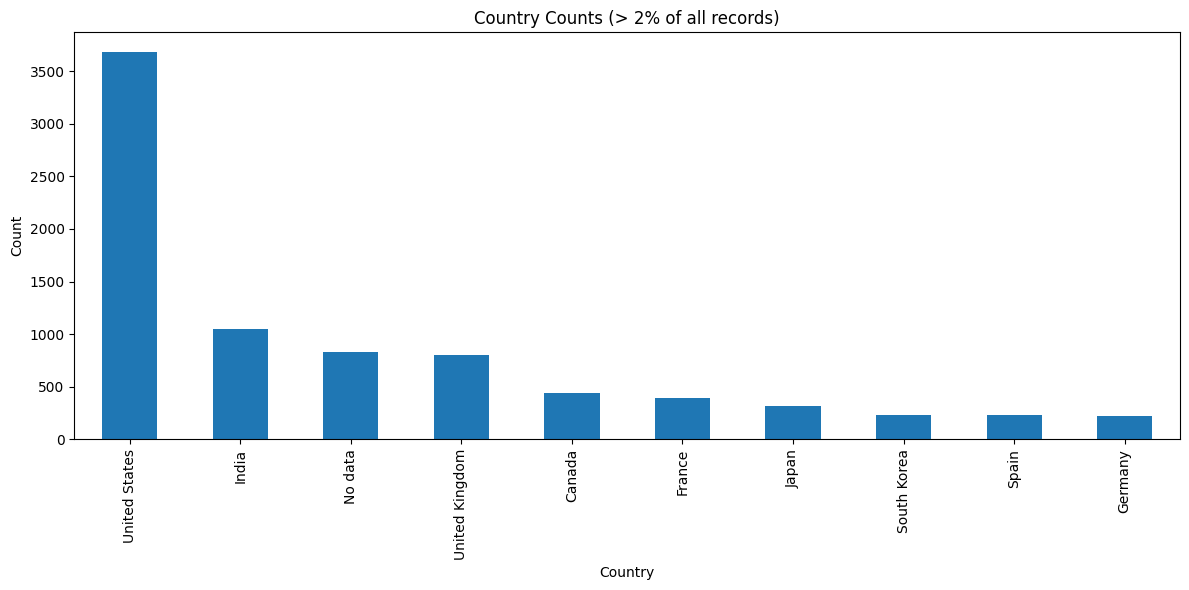 Country Counts (> 2% of all records)
Count
3500
3000
2500
2000
1500
1000
500
0
United States
India
No data
United Kingdom
Canada
France
Japan
South Korea
Spain
Germany
Country